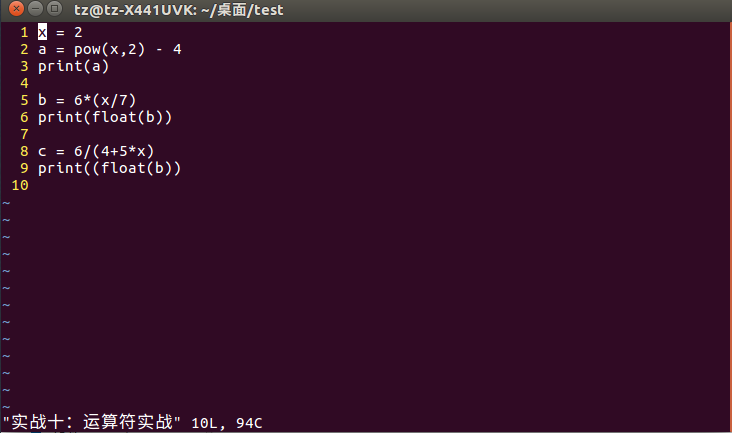 tz@tz-X441UVK: ~/桌面/test
1 x = 2
2 a = pow(x,2) - 4
3 print(a)
4
5 b = 6*(x/7)
6 print(float(b))
7
8 c = 6/(4+5*x)
9 print((float(b))
10
~
~
~
~
~
~
~
~
~
~
~
~
~
"实战十：运算符实战" 10L, 94C